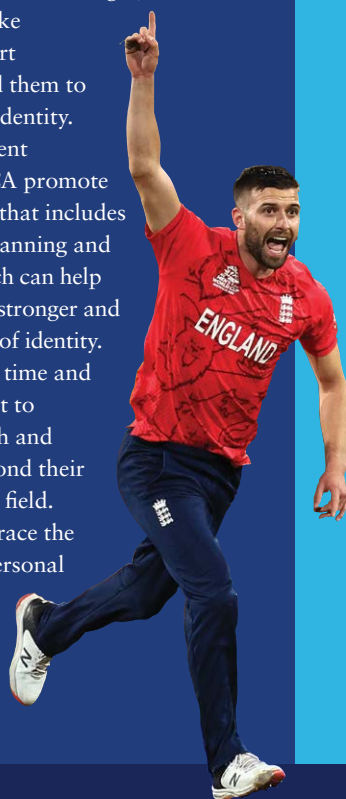 ke
rt
l them to
dentity.
ent
CA promote
that includes
anning and
ch can help
stronger and
of identity.
time and
t to
h and
ond their
field.
race the
ersonal
ENGLAND